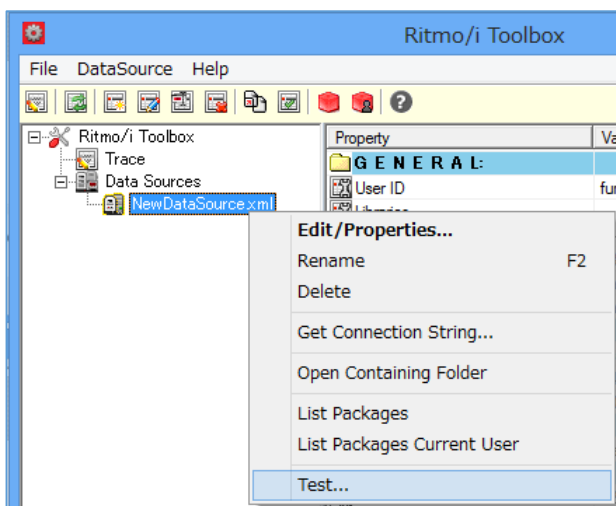 Ritmo/i Toolbox
File DataSource Help
Ritmo/i Toolbox
Trace
Data Sources
NewDataSource.xml
Property
G E N E R A L:
User ID
Libraries
Edit/Properties...
Rename F2
Delete
Get Connection String...
Open Containing Folder
List Packages
List Packages Current User
Test...